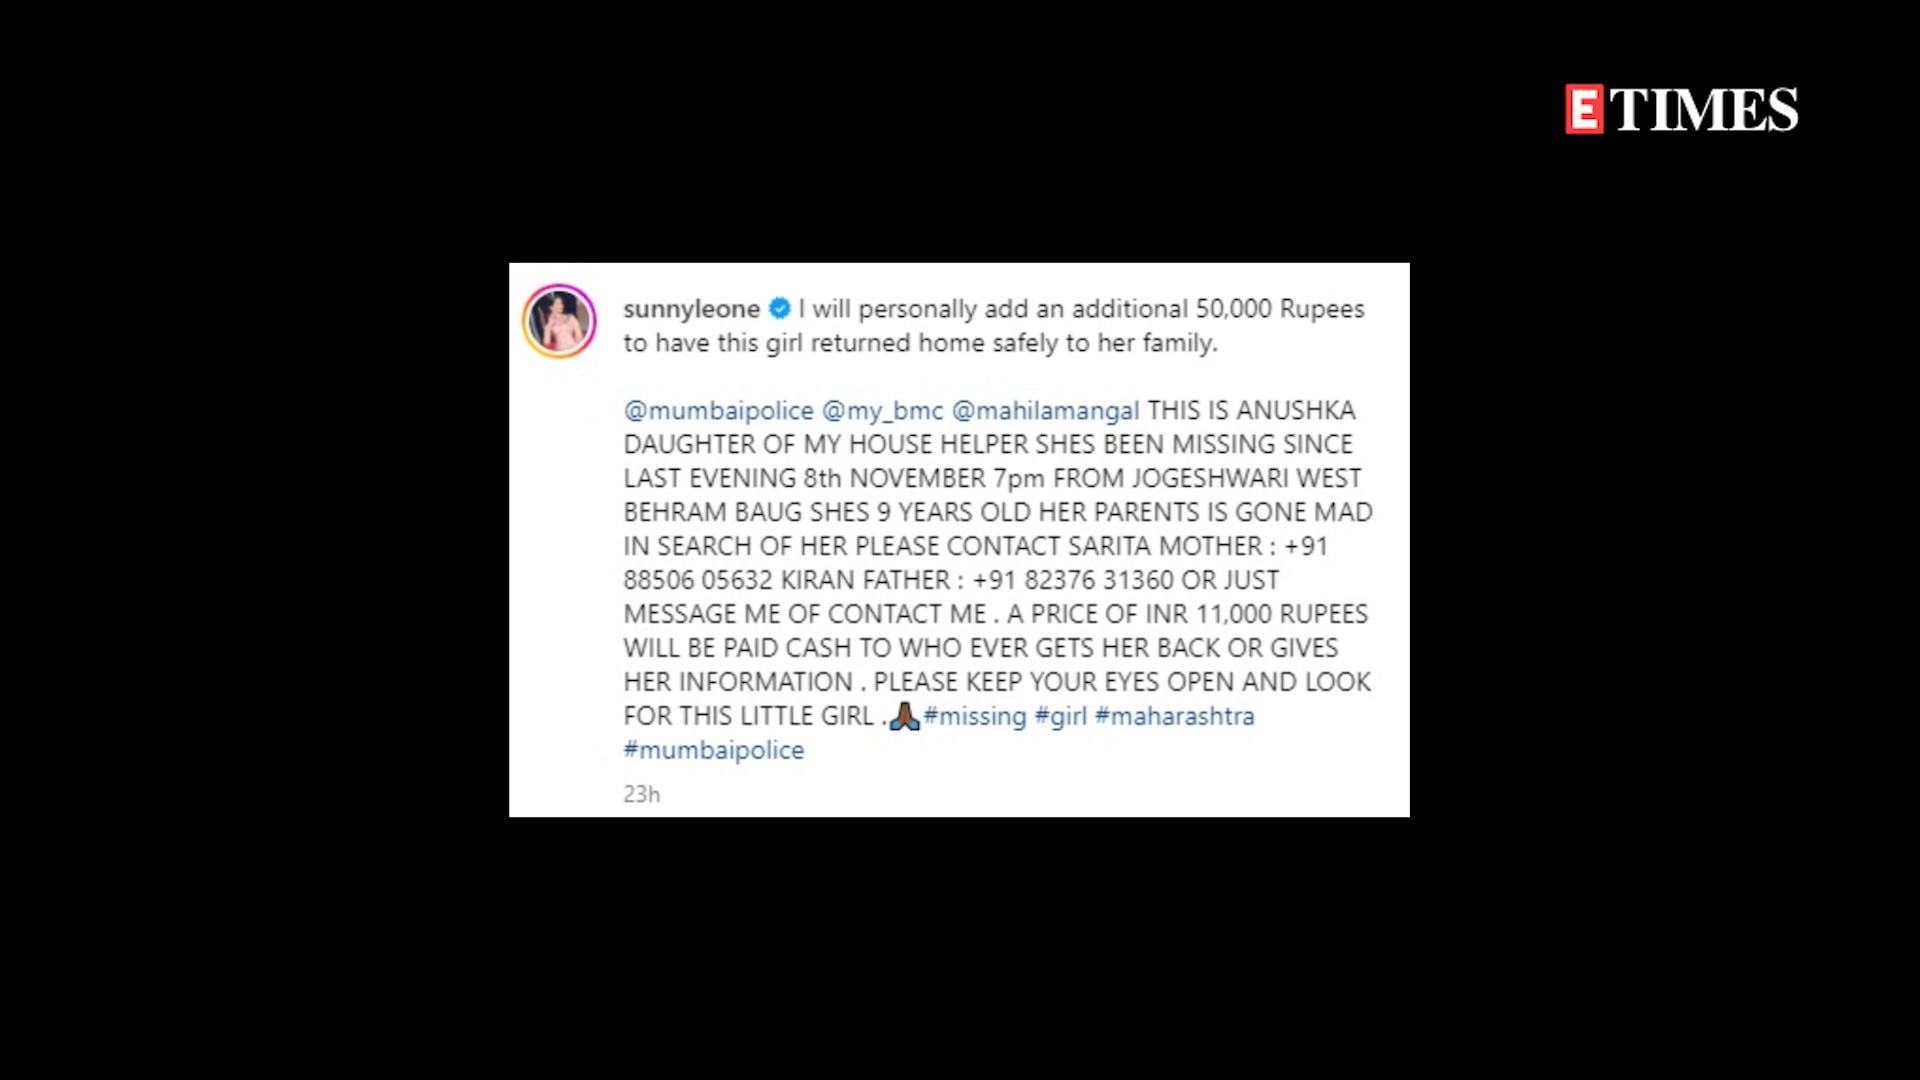 E TIMES
sunnyleone I will personally add an additional 50,000 Rupees
to have this girl returned home safely to her family.
@mumbaipolice @my_bmc @mahilamangal THIS IS ANUSHKA
DAUGHTER OF MY HOUSE HELPER SHES BEEN MISSING SINCE
LAST EVENING 8th NOVEMBER 7pm FROM JOGESHWARI WEST
BEHRAM BAUG SHES 9 YEARS OLD HER PARENTS IS GONE MAD
IN SEARCH OF HER PLEASE CONTACT SARITA MOTHER : +91
88506 05632 KIRAN FATHER : +91 82376 31360 OR JUST
MESSAGE ME OF CONTACT ME . A PRICE OF INR 11,000 RUPEES
WILL BE PAID CASH TO WHO EVER GETS HER BACK OR GIVES
HER INFORMATION . PLEASE KEEP YOUR EYES OPEN AND LOOK
FOR THIS LITTLE GIRL .🙏🏾#missing #girl #maharashtra
#mumbaipolice
23h